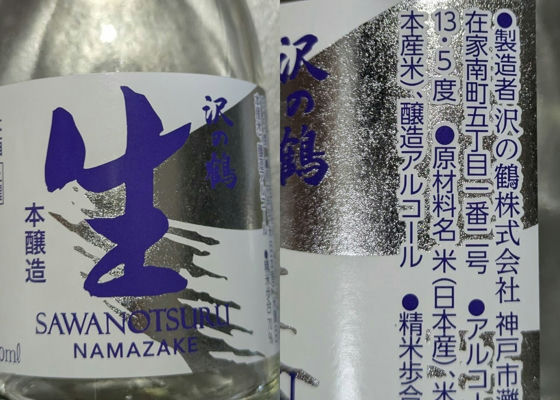 沢の鶴
生
本醸造
SAWANOTSURU
NAMAZAKE
沢の鶴
●製造者 沢の鶴株式会社 神戸市灘
在家南町五丁目一番二号 ●アルコー
13・5度 ●原材料名 米(日本産)、米
本産米)、醸造アルコール ●精米歩合